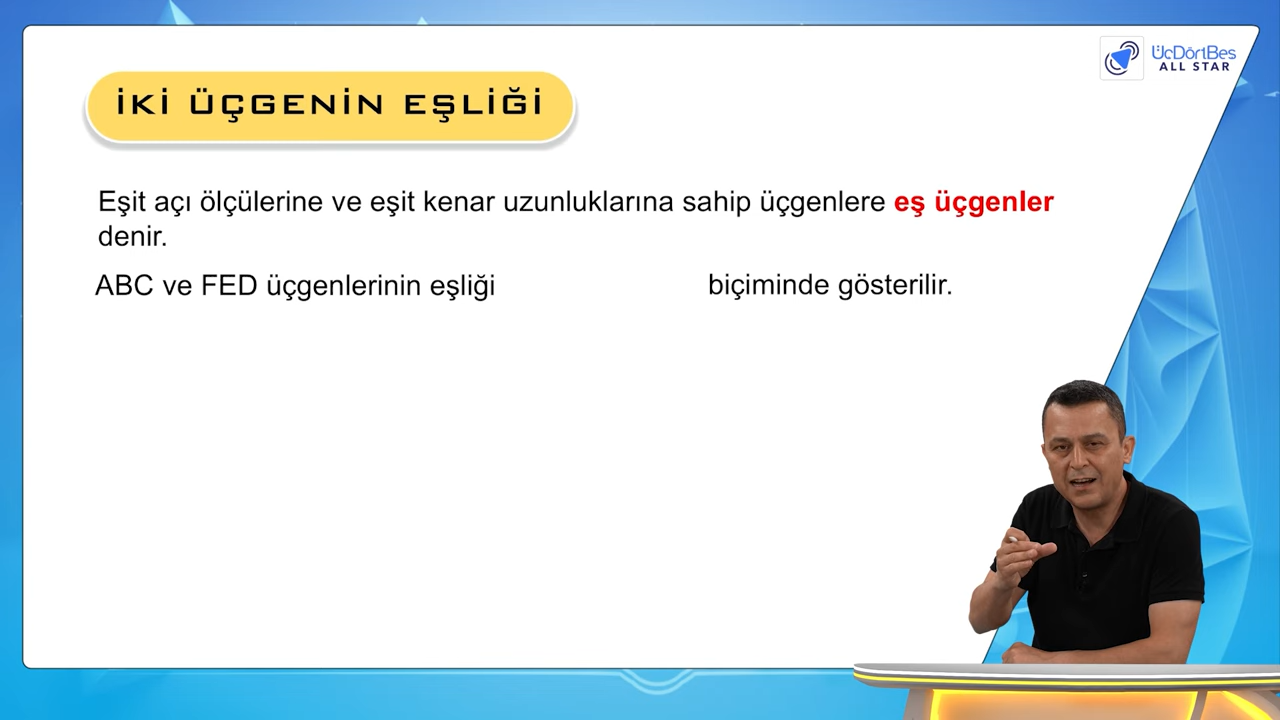 ÜçDörtBeş
ALL STAR
İKİ ÜÇGENİN EŞLİĞİ
Eşit açı ölçülerine ve eşit kenar uzunluklarına sahip üçgenlere eş üçgenler
denir.
ABC ve FED üçgenlerinin eşliği biçiminde gösterilir.